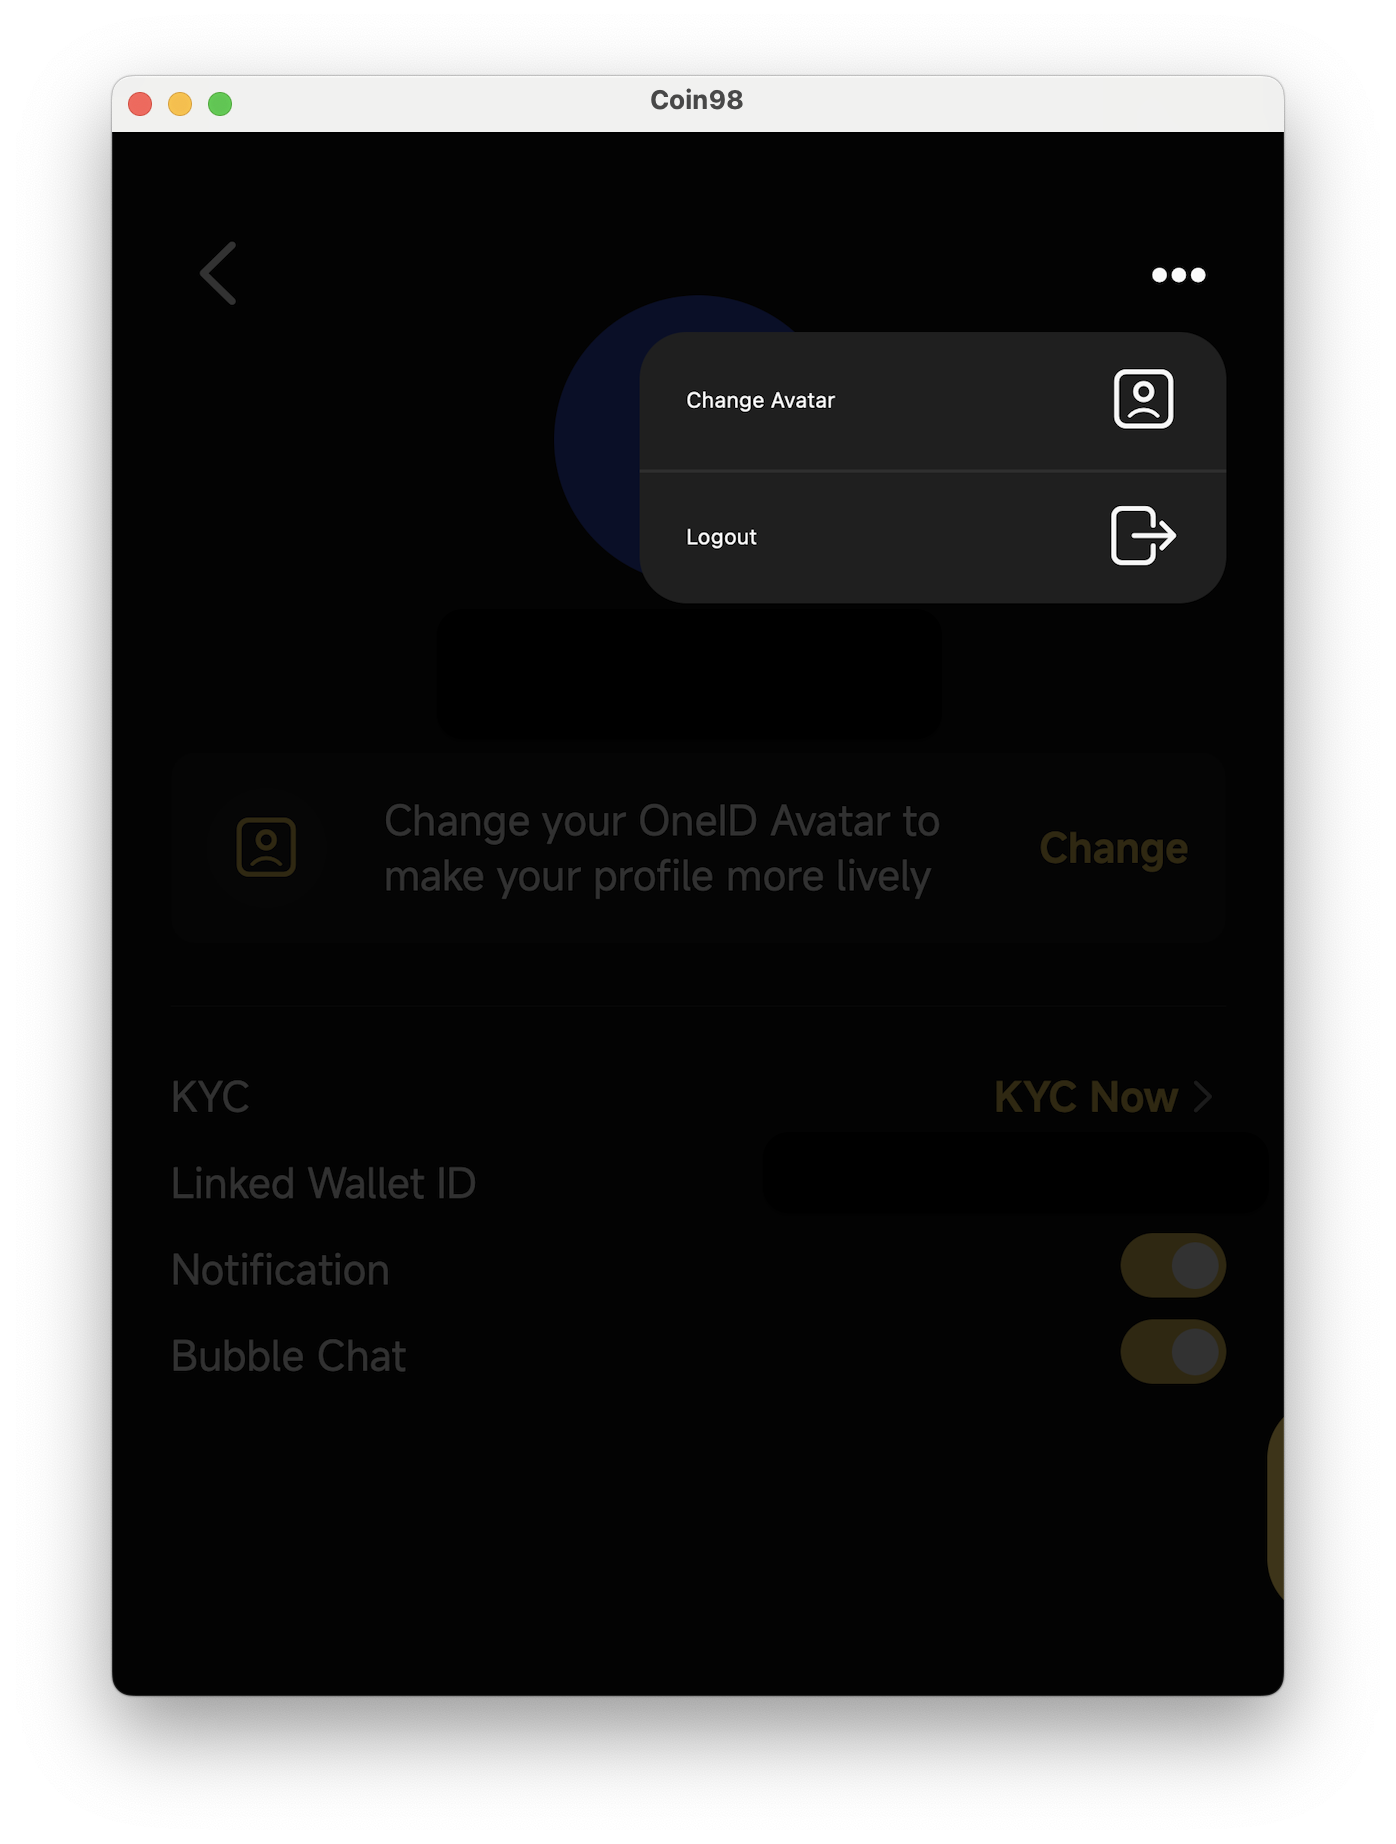 Coin98
Change Avatar
Logout
Change your OneID Avatar to
make your profile more lively
Change
KYC
KYC Now
Linked Wallet ID
Notification
Bubble Chat